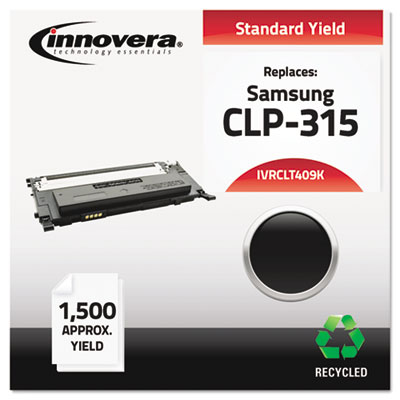 innovera
technology essentials
Standard Yield
Replaces:
Samsung
CLP-315
IVRCLT409K
1,500
APPROX.
YIELD
RECYCLED